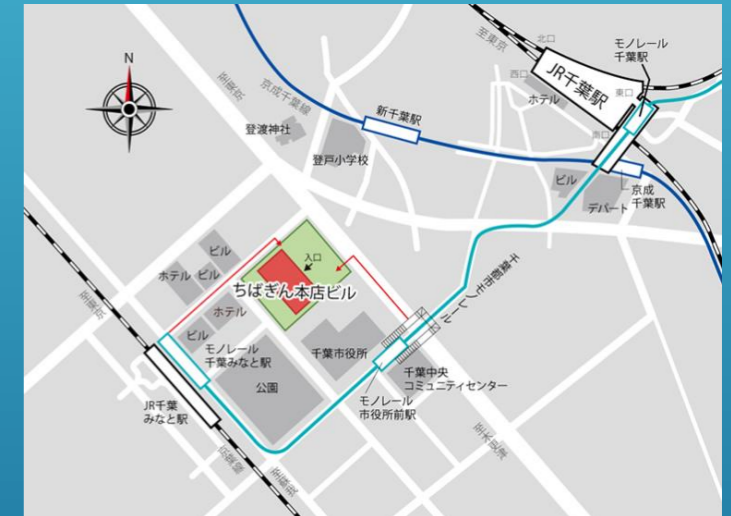 N
至東京
北口
モノレール
千葉駅
JR千葉駅
西口
東口
ホテル
南口
京成千葉線
新千葉駅
登渡神社
登戸小学校
ビル
デパート
京成
千葉駅
入口
ちばぎん本店ビル
ビル
ホテル
ビル
ホテル
ビル
千葉都市モノレール
モノレール
千葉みなと駅
千葉市役所
千葉中央
コミュニティセンター
公園
モノレール
市役所前駅
JR千葉
みなと駅